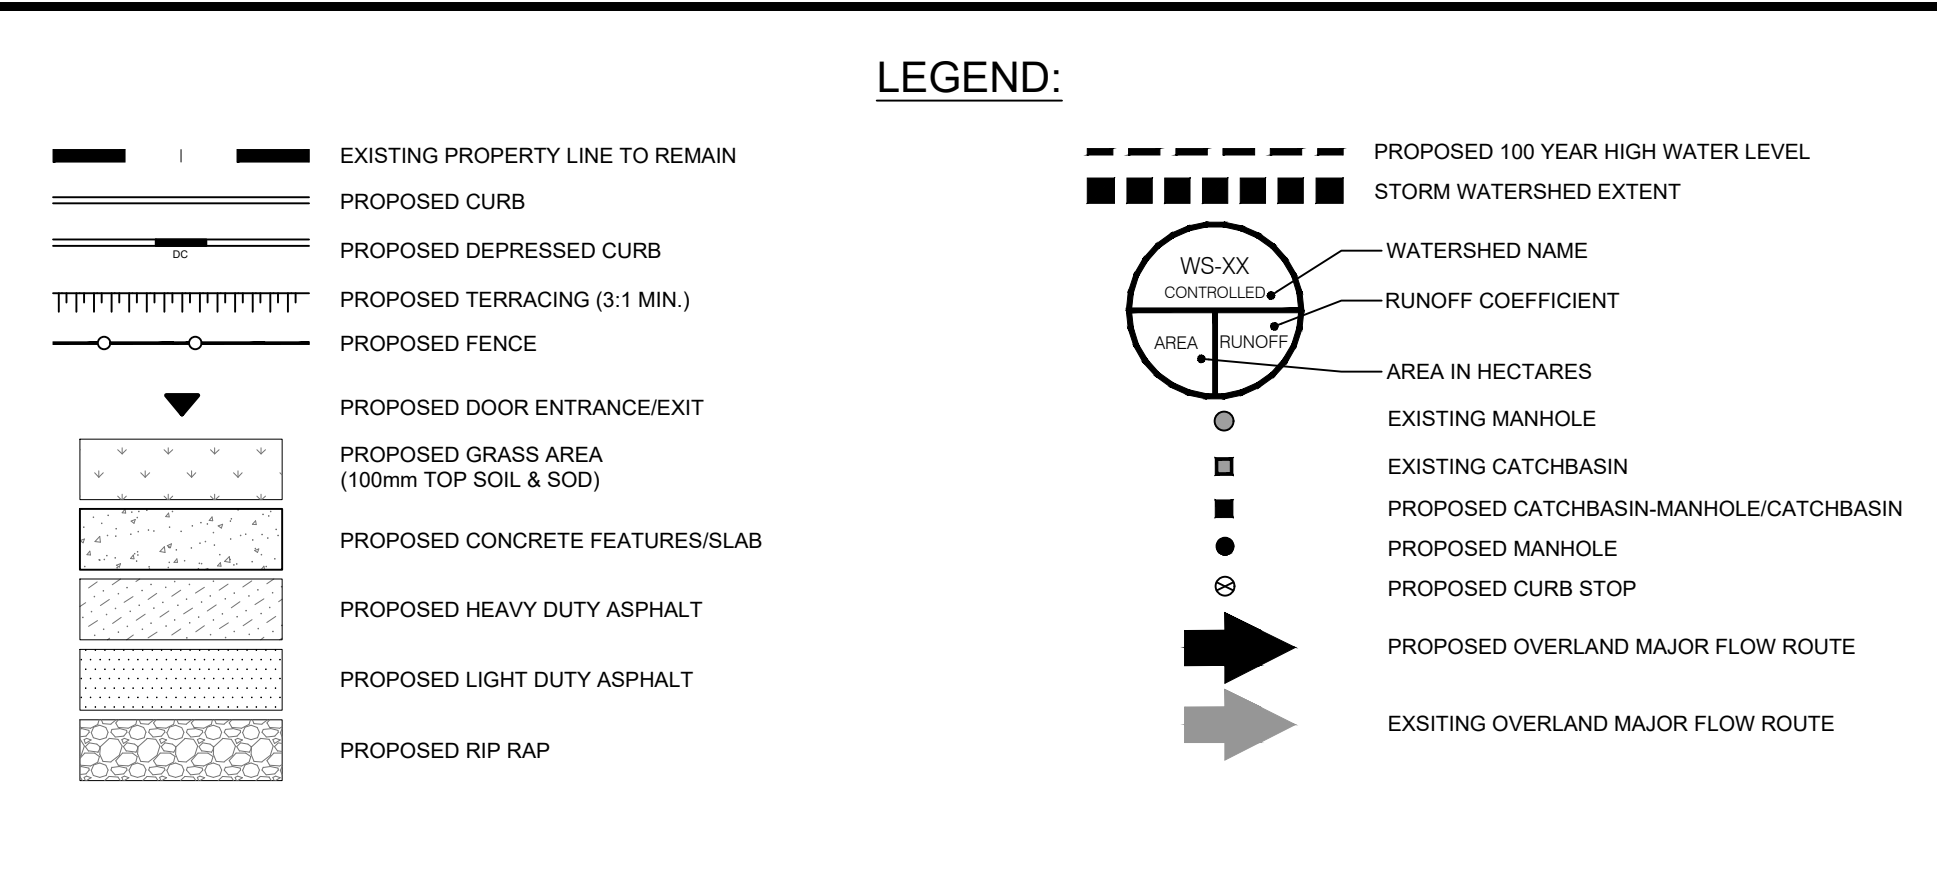 LEGEND:
EXISTING PROPERTY LINE TO REMAIN
PROPOSED CURB
DC
PROPOSED DEPRESSED CURB
PROPOSED TERRACING (3:1 MIN.)
PROPOSED FENCE
PROPOSED DOOR ENTRANCE/EXIT
PROPOSED GRASS AREA
(100mm TOP SOIL & SOD)
PROPOSED CONCRETE FEATURES/SLAB
PROPOSED HEAVY DUTY ASPHALT
PROPOSED LIGHT DUTY ASPHALT
PROPOSED RIP RAP
PROPOSED 100 YEAR HIGH WATER LEVEL
STORM WATERSHED EXTENT
WS-XX
CONTROLLED
AREA
RUNOFF
WATERSHED NAME
RUNOFF COEFFICIENT
AREA IN HECTARES
EXISTING MANHOLE
EXISTING CATCHBASIN
PROPOSED CATCHBASIN-MANHOLE/CATCHBASIN
PROPOSED MANHOLE
PROPOSED CURB STOP
PROPOSED OVERLAND MAJOR FLOW ROUTE
EXSITING OVERLAND MAJOR FLOW ROUTE